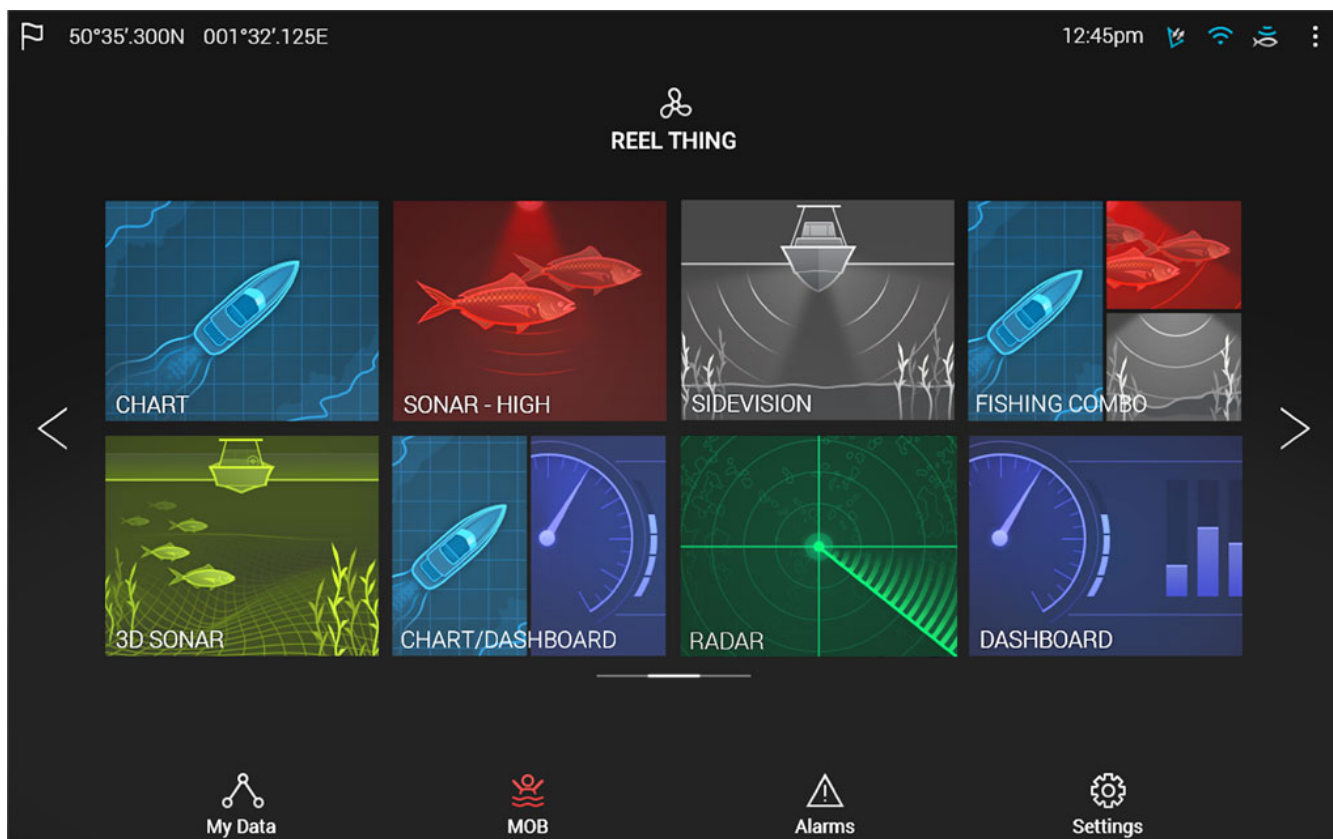 50°35'.300N 001°32'.125E
12:45pm
REEL THING
CHART
SONAR - HIGH
SIDEVISION
FISHING COMBO
3D SONAR
CHART/DASHBOARD
RADAR
DASHBOARD
My Data
MOB
Alarms
Settings